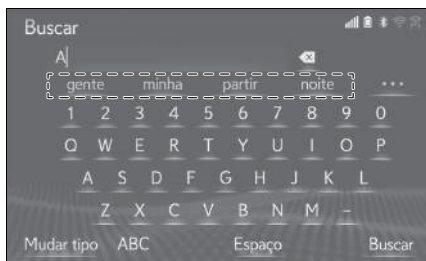 Buscar
A
gente minha partir noite ...
1 2 3 4 5 6 7 8 9 0
Q W E R T Y U I O P
A S D F G H J K L
Z X C V B N M -
Mudar tipo ABC Espaço Buscar